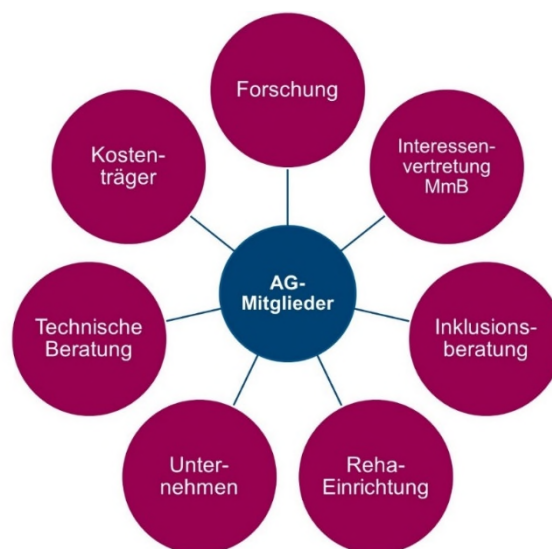 Forschung
Interessen-
vertretung
MmB
Inklusions-
beratung
Reha-
Einrichtung
Unter-
nehmen
Technische
Beratung
Kosten-
träger
AG-
Mitglieder